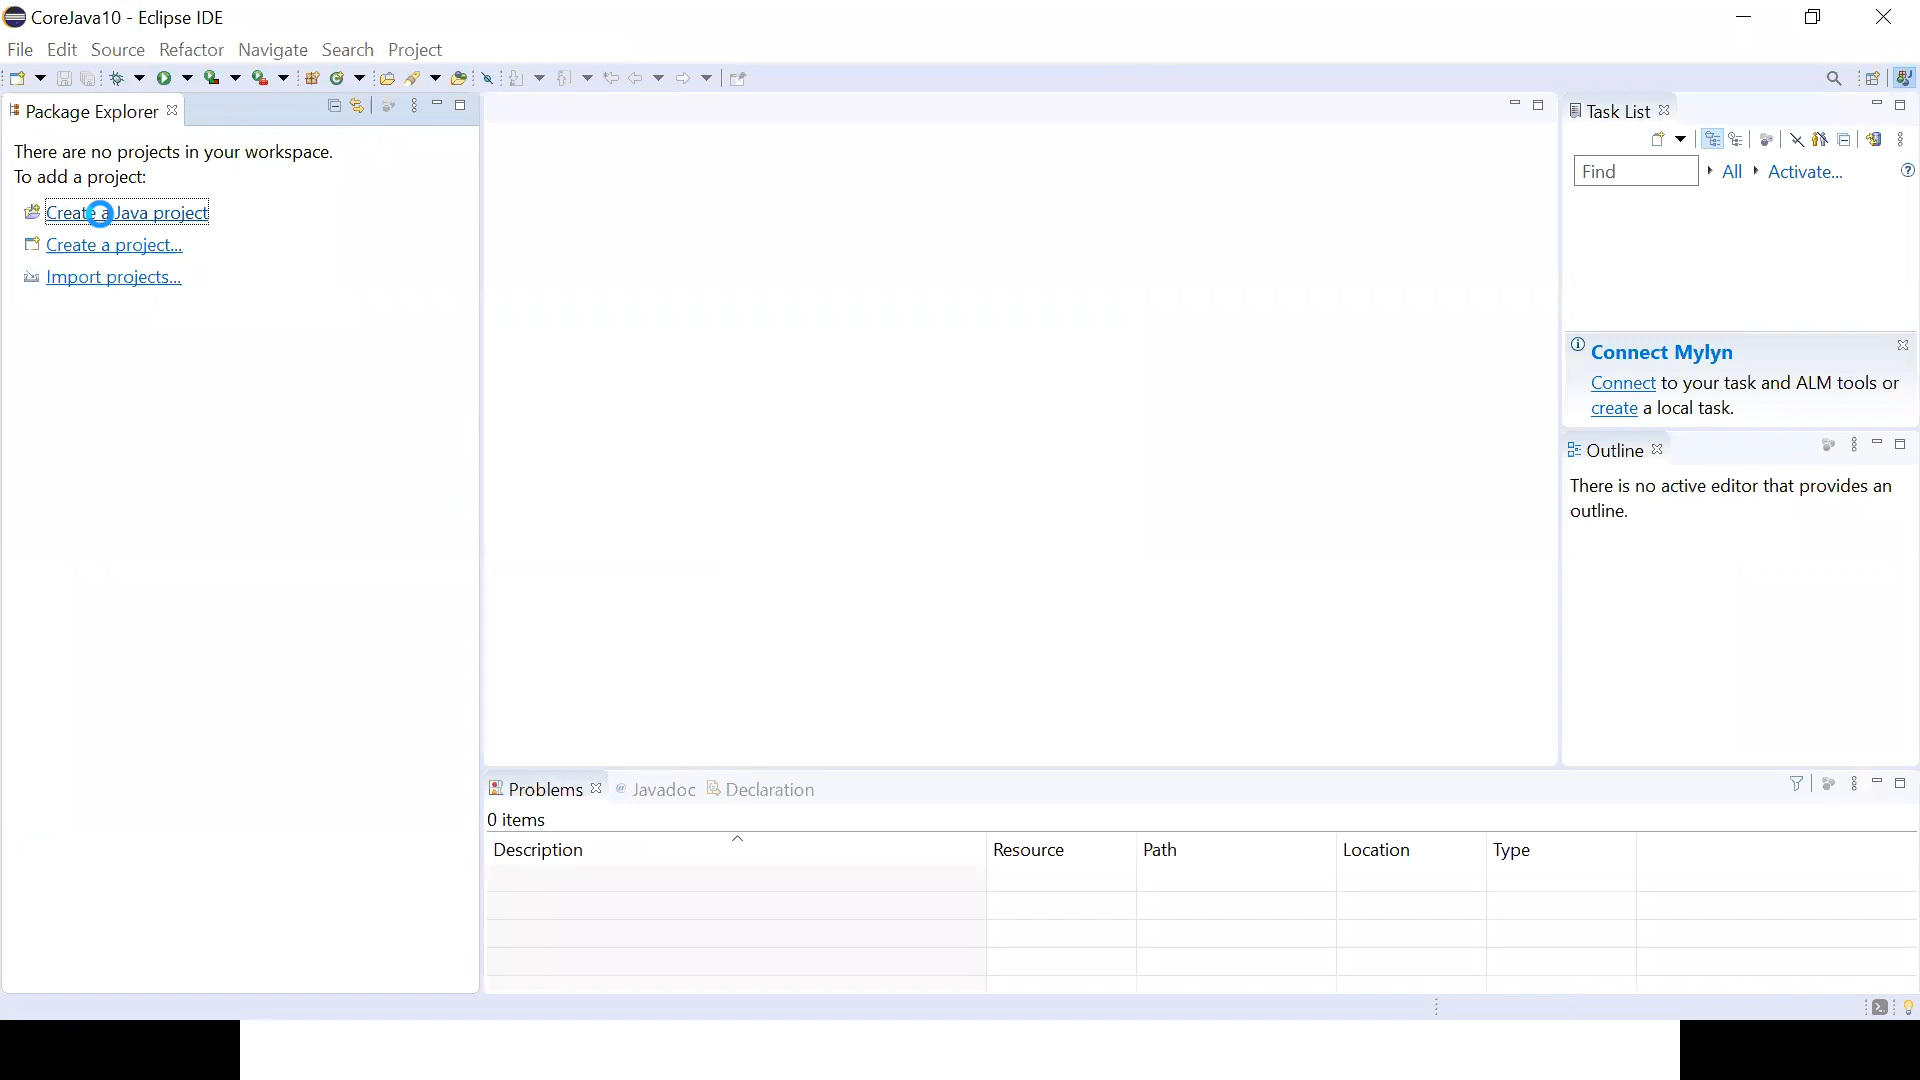 CoreJava10 - Eclipse IDE
File Edit Source Refactor Navigate Search Project
Package Explorer
There are no projects in your workspace.
To add a project:
Create a Java project
Create a project...
Import projects...
Task List
Find All Activate...
Connect Mylyn
Connect to your task and ALM tools or
create a local task.
Outline
There is no active editor that provides an
outline.
Problems Javadoc Declaration
0 items
Description Resource Path Location Type